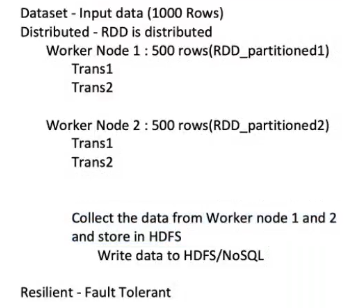 Dataset - Input data (1000 Rows)
Distributed - RDD is distributed
Worker Node 1 : 500 rows(RDD_partitioned1)
Trans1
Trans2
Worker Node 2 : 500 rows(RDD_partitioned2)
Trans1
Trans2
Collect the data from Worker node 1 and 2
and store in HDFS
Write data to HDFS/NoSQL
Resilient - Fault Tolerant